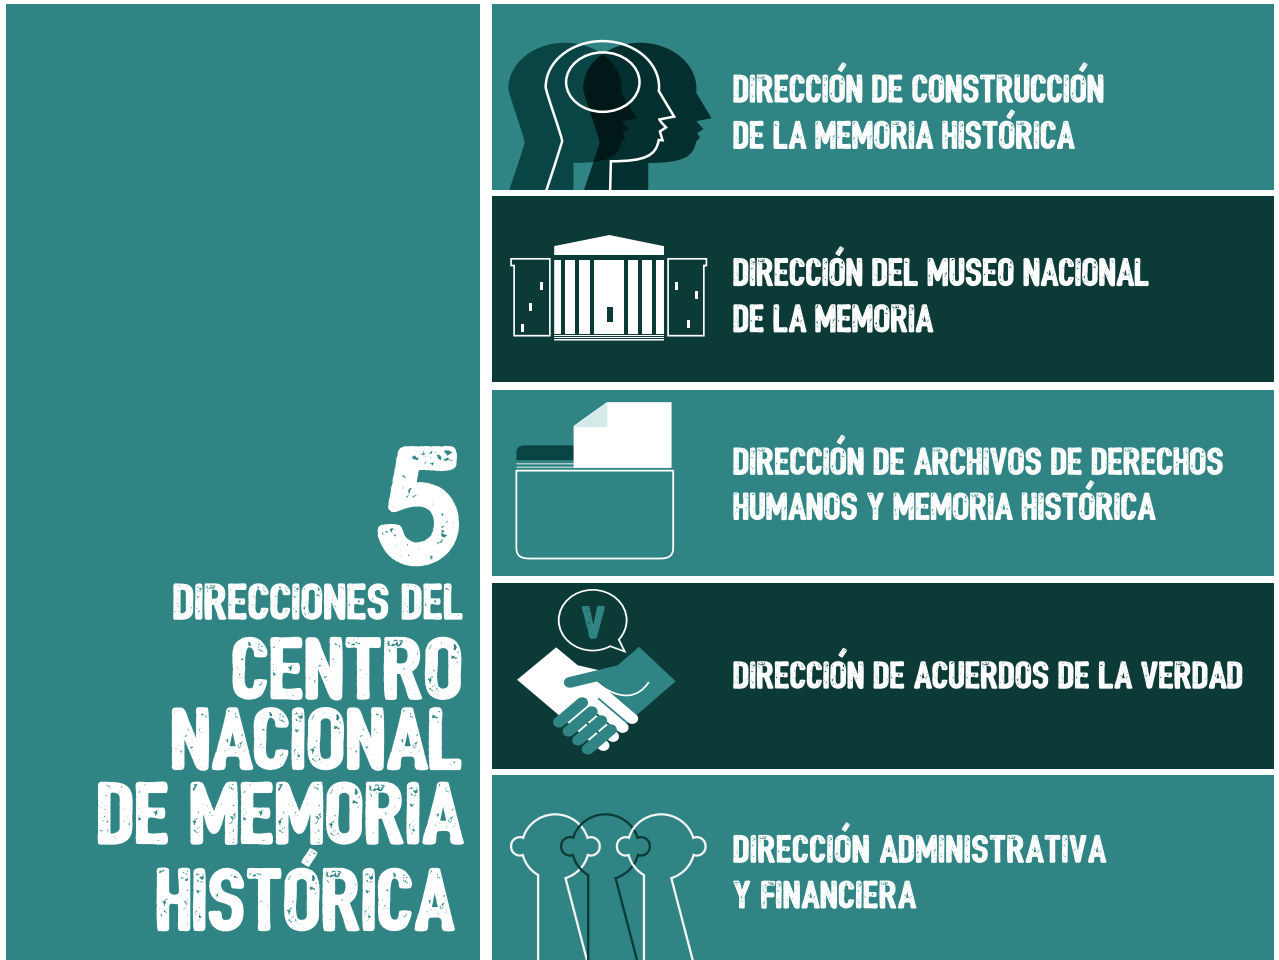 5
DIRECCIONES DEL
CENTRO
NACIONAL
DE MEMORIA
HISTÓRICA
DIRECCIÓN DE CONSTRUCCIÓN
DE LA MEMORIA HISTÓRICA
DIRECCIÓN DEL MUSEO NACIONAL
DE LA MEMORIA
DIRECCIÓN DE ARCHIVOS DE DERECHOS
HUMANOS Y MEMORIA HISTÓRICA
V
DIRECCIÓN DE ACUERDOS DE LA VERDAD
DIRECCIÓN ADMINISTRATIVA
Y FINANCIERA